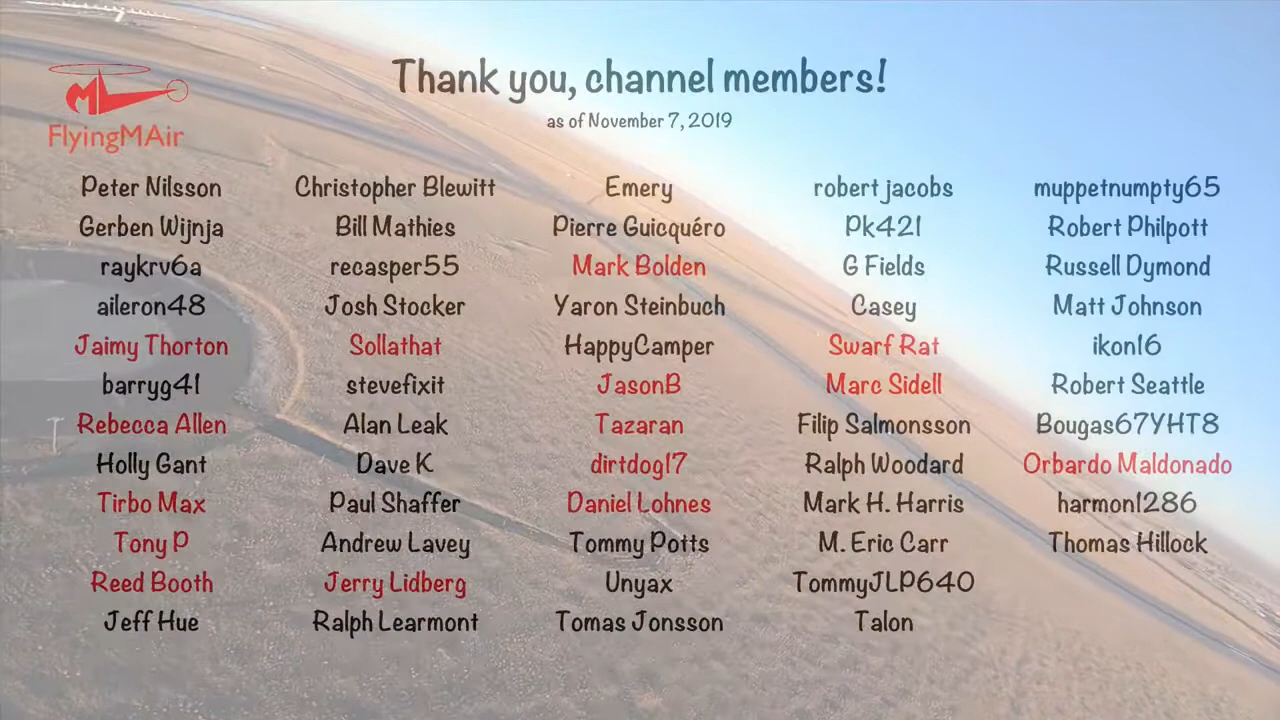 Thank you, channel members!
as of November 7, 2019
FlyingMAir
Peter Nilsson
Gerben Wijnja
raykrv6a
aileron48
Jaimy Thorton
barryg41
Rebecca Allen
Holly Gant
Tirbo Max
Tony P
Reed Booth
Jeff Hue
Christopher Blewitt
Bill Mathies
recasper55
Josh Stocker
Sollathat
stevefixit
Alan Leak
Dave K
Paul Shaffer
Andrew Lavey
Jerry Lidberg
Ralph Learmont
Emery
Pierre Guicquéro
Mark Bolden
Yaron Steinbuch
HappyCamper
JasonB
Tazaran
dirtdog17
Daniel Lohnes
Tommy Potts
Unyax
Tomas Jonsson
robert jacobs
Pk421
G Fields
Casey
Swarf Rat
Marc Sidell
Filip Salmonsson
Ralph Woodard
Mark H. Harris
M. Eric Carr
TommyJLP640
Talon
muppetnumpty65
Robert Philpott
Russell Dymond
Matt Johnson
ikon16
Robert Seattle
Bougas67YHT8
Orbardo Maldonado
harmon1286
Thomas Hillock